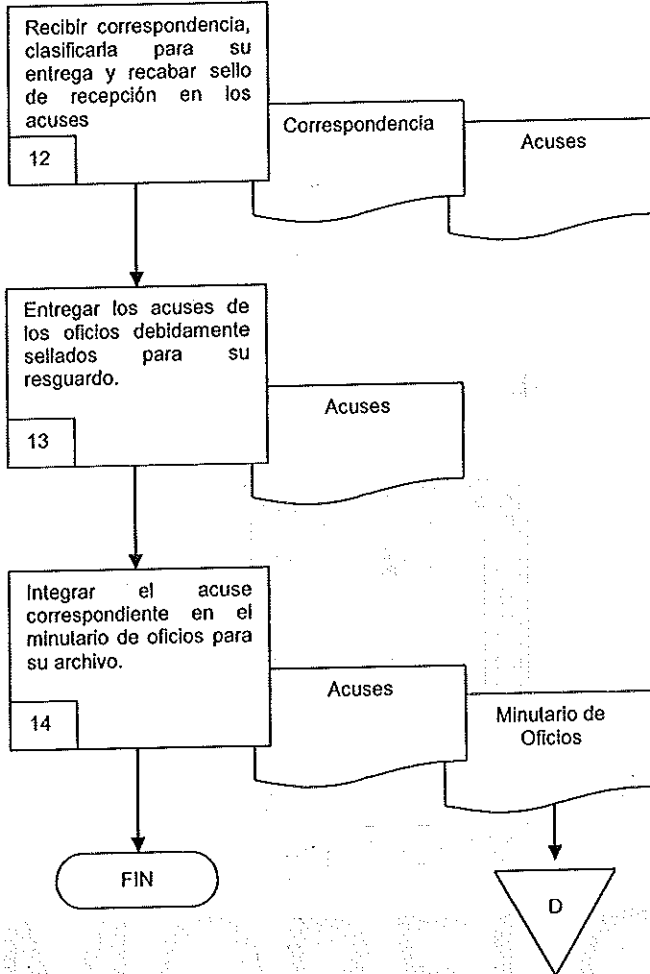 Recibir correspondencia,
clasificarla para su
entrega y recabar sello
de recepción en los
acuses
12
Correspondencia
Acuses
Entregar los acuses de
los oficios debidamente
sellados para su
resguardo.
13
Acuses
Integrar el acuse
correspondiente en el
minutario de oficios para
su archivo.
14
Acuses
Minutario de
Oficios
FIN
D